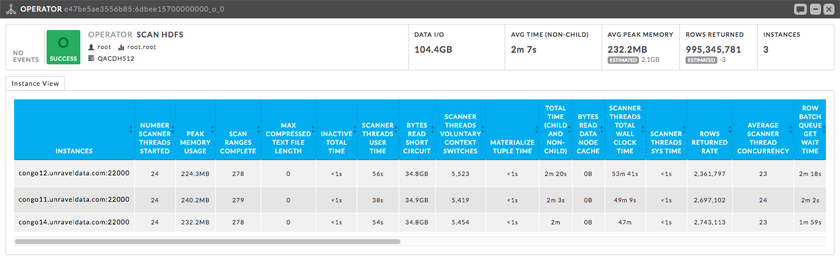 OPERATOR e47be5ae3556b85:6dbee15700000000_o_0
NO EVENTS
O
SUCCESS
OPERATOR SCAN HDFS
root root.root
QACDH512
DATA I/O
104.4GB
AVG TIME (NON-CHILD)
2m 7s
AVG PEAK MEMORY
232.2MB
ESTIMATED 2.1GB
ROWS RETURNED
995,345,781
ESTIMATED -3
INSTANCES
3
Instance View
INSTANCES
NUMBER SCANNER THREADS STARTED
PEAK MEMORY USAGE
SCAN RANGES COMPLETE
MAX COMPRESSED TEXT FILE LENGTH
INACTIVE TOTAL TIME
SCANNER THREADS USER TIME
BYTES READ SHORT CIRCUIT
SCANNER THREADS VOLUNTARY CONTEXT SWITCHES
MATERIALIZE TUPLE TIME
TOTAL TIME (CHILD AND NON-CHILD)
BYTES READ DATA NODE CACHE
SCANNER THREADS TOTAL WALL CLOCK TIME
SCANNER THREADS SYS TIME
ROWS RETURNED RATE
AVERAGE SCANNER THREAD CONCURRENCY
ROW BATCH QUEUE GET WAIT TIME
congo12.unraveldata.com:22000 24 224.3MB 278 0 <1s 56s 34.8GB 5,523 <1s 2m 20s 0B 53m 41s <1s 2,361,797 23 2m 18s
congo11.unraveldata.com:22000 24 240.2MB 279 0 <1s 38s 34.9GB 5,419 <1s 2m 3s 0B 49m 9s <1s 2,697,102 24 2m 2s
congo14.unraveldata.com:22000 24 232.2MB 278 0 <1s 54s 34.8GB 5,454 <1s 2m 0B 47m <1s 2,743,113 23 1m 59s